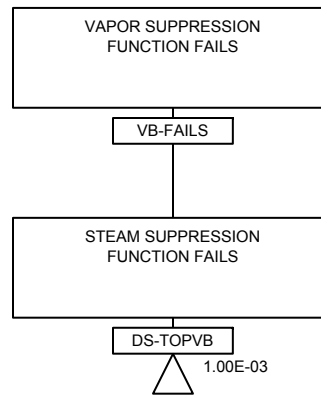 VAPOR SUPPRESSION
FUNCTION FAILS
VB-FAILS
STEAM SUPPRESSION
FUNCTION FAILS
DS-TOPVB
1.00E-03